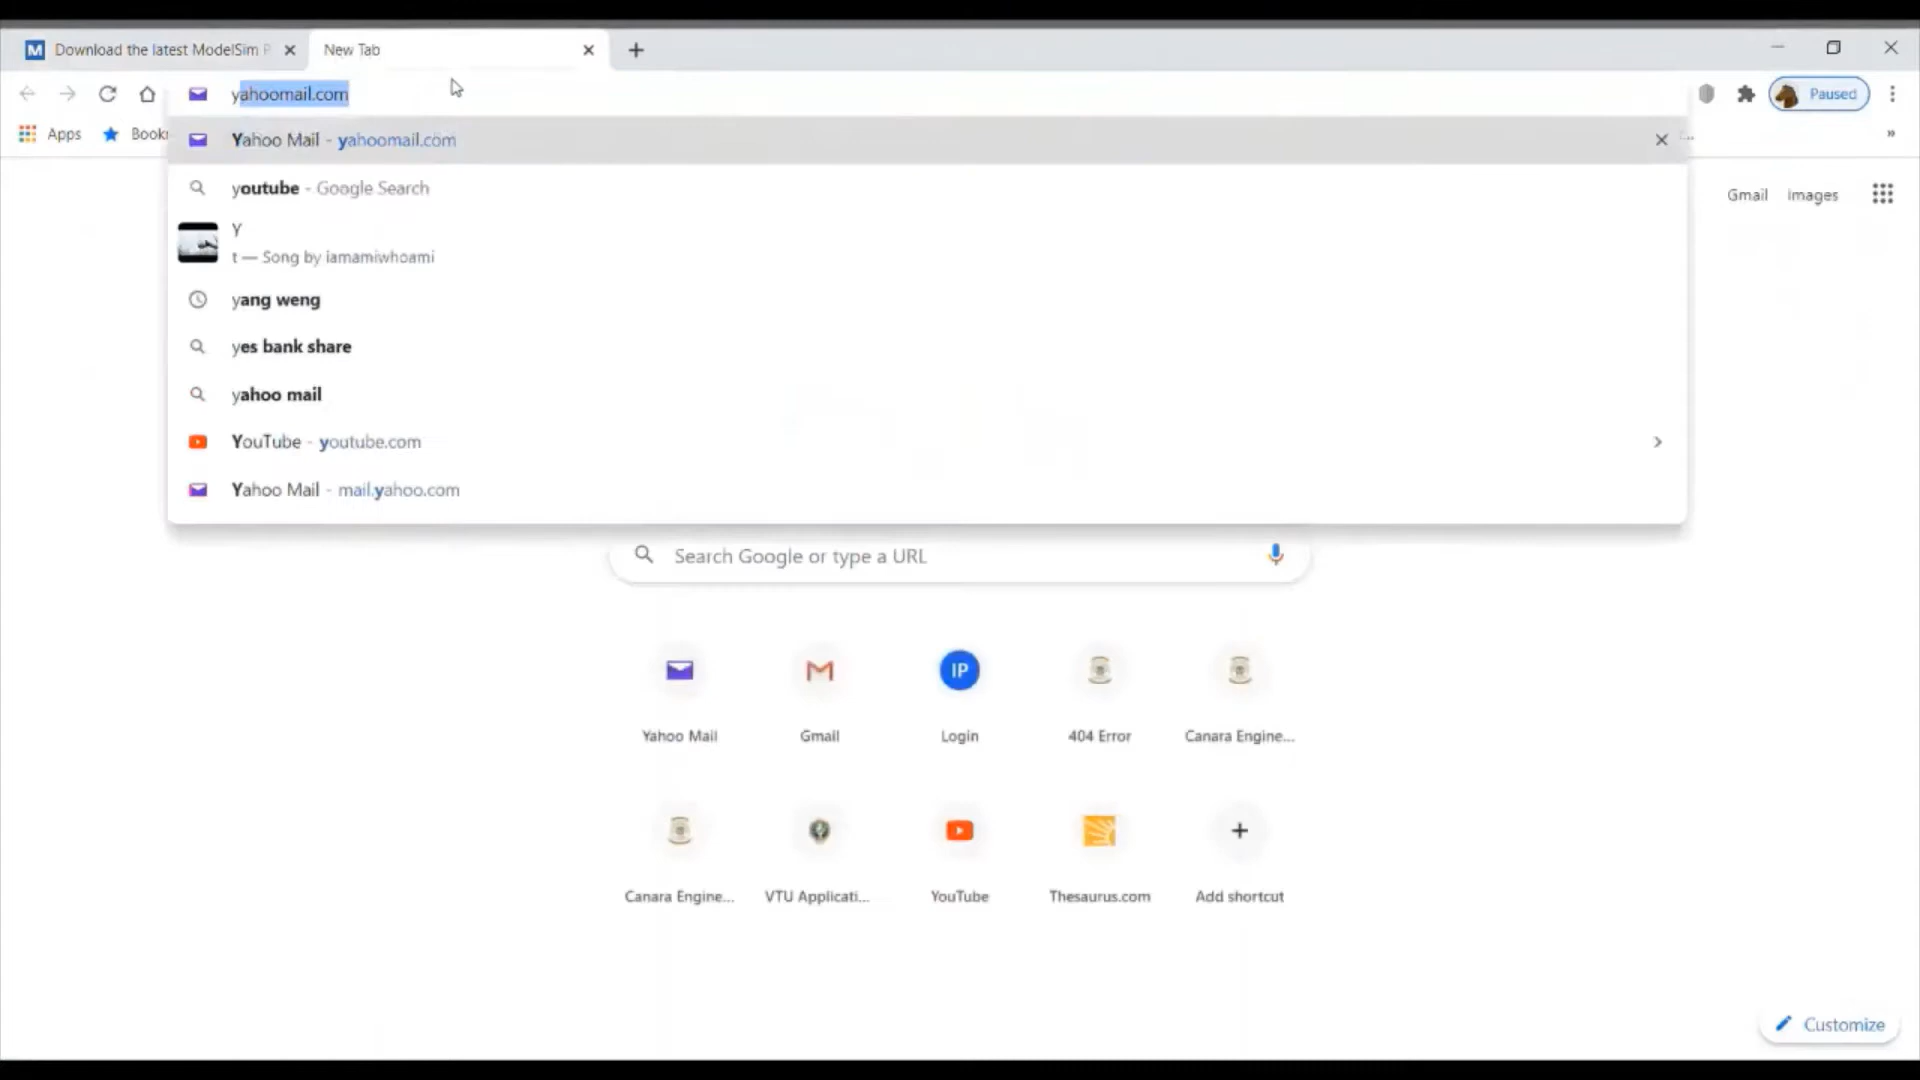 Download the latest ModelSim P
New Tab
yahoomail.com
Paused
Apps
Bookr
Yahoo Mail - yahoomail.com
youtube - Google Search
Y
t — Song by iamamiwhoami
yang weng
yes bank share
yahoo mail
YouTube - youtube.com
Yahoo Mail - mail.yahoo.com
Gmail
Images
Search Google or type a URL
Yahoo Mail
Gmail
IP
Login
404 Error
Canara Engine...
Canara Engine...
VTU Applicati...
YouTube
Thesaurus.com
Add shortcut
Customize